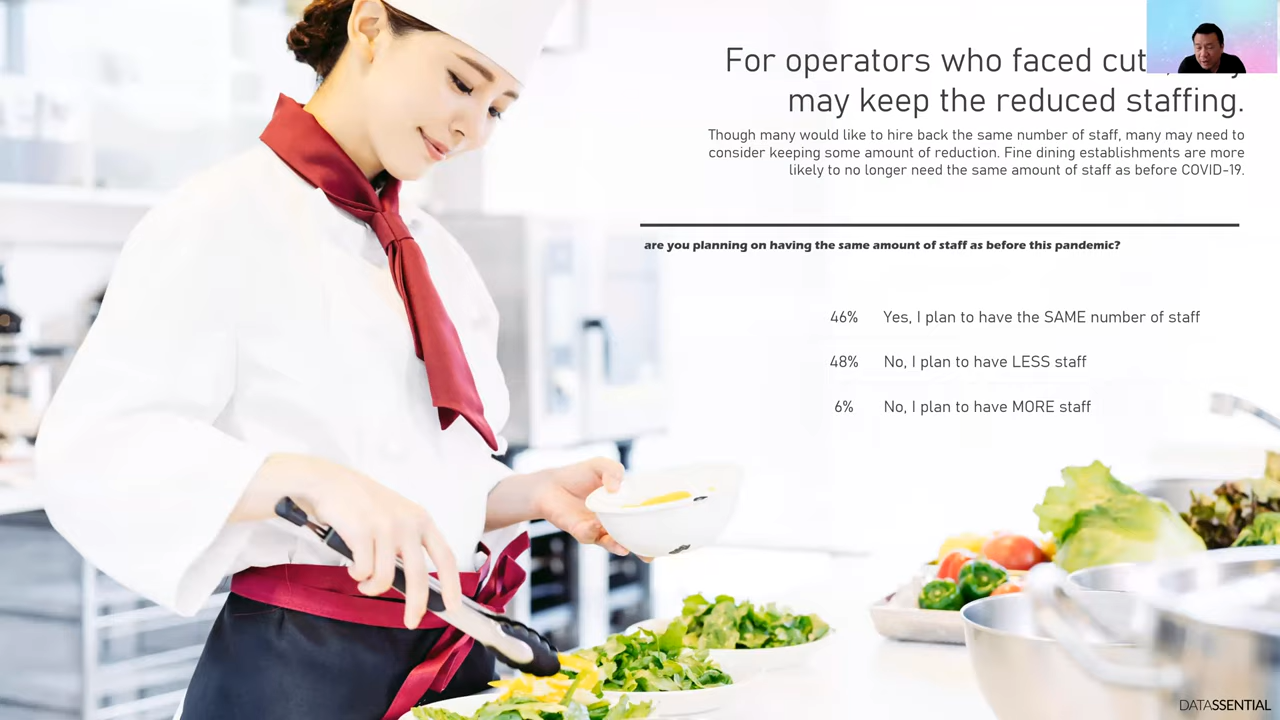 For operators who faced cut
may keep the reduced staffing.
Though many would like to hire back the same number of staff, many may need to
consider keeping some amount of reduction. Fine dining establishments are more
likely to no longer need the same amount of staff as before COVID-19.
are you planning on having the same amount of staff as before this pandemic?
46% Yes, I plan to have the SAME number of staff
48% No, I plan to have LESS staff
6% No, I plan to have MORE staff
DATASSENTIAL